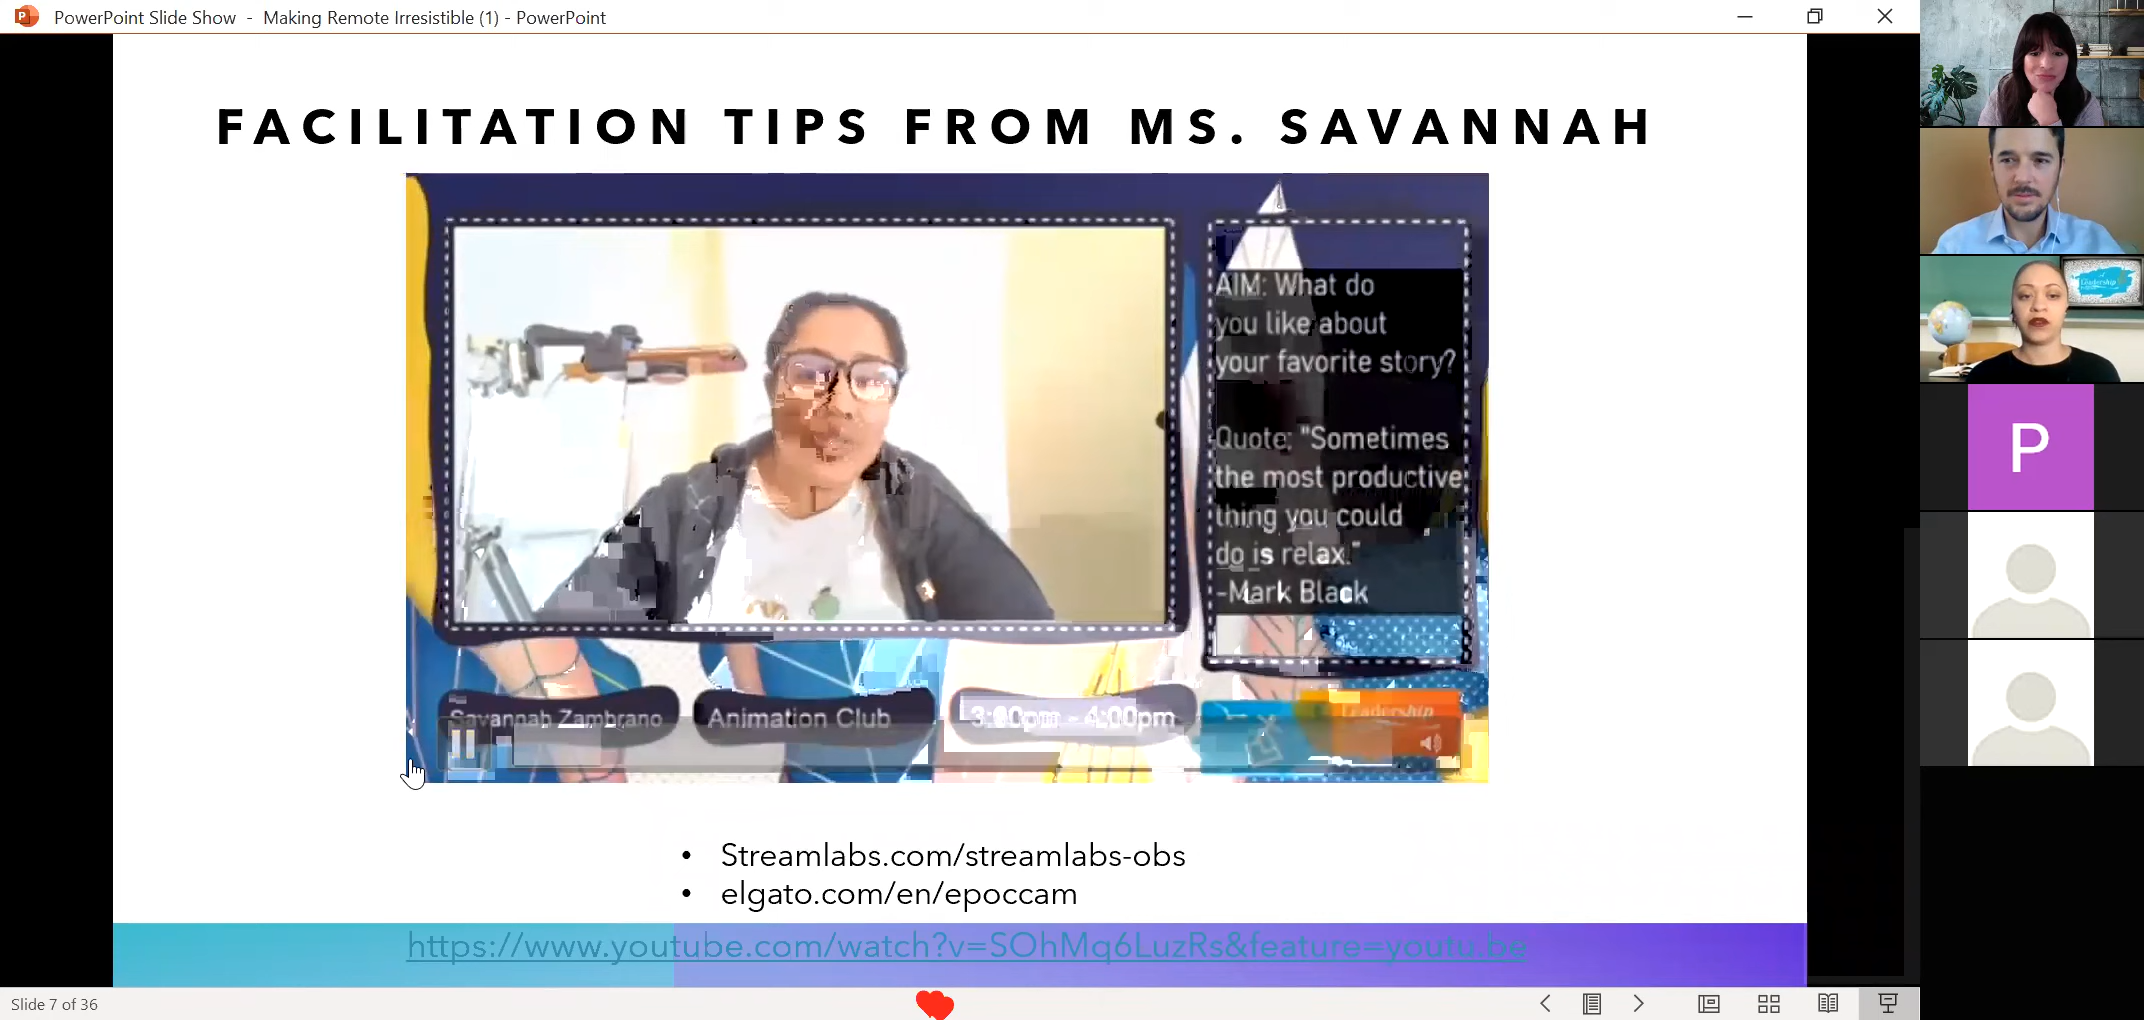 PowerPoint Slide Show - Making Remote Irresistible (1) - PowerPoint
FACILITATION TIPS FROM MS. SAVANNAH
AIM: What do
you like about
your favorite story?
Quote: "Sometimes
the most productive
thing you could
do is relax."
-Mark Black
Savannah Zambrano
Animation Club
- 4:00pm
Leadership
Streamlabs.com/streamlabs-obs
elgato.com/en/epoccam
https://www.youtube.com/watch?v=SOhMq6LuzRs&feature=youtu.be
Slide 7 of 36
Leadership
P